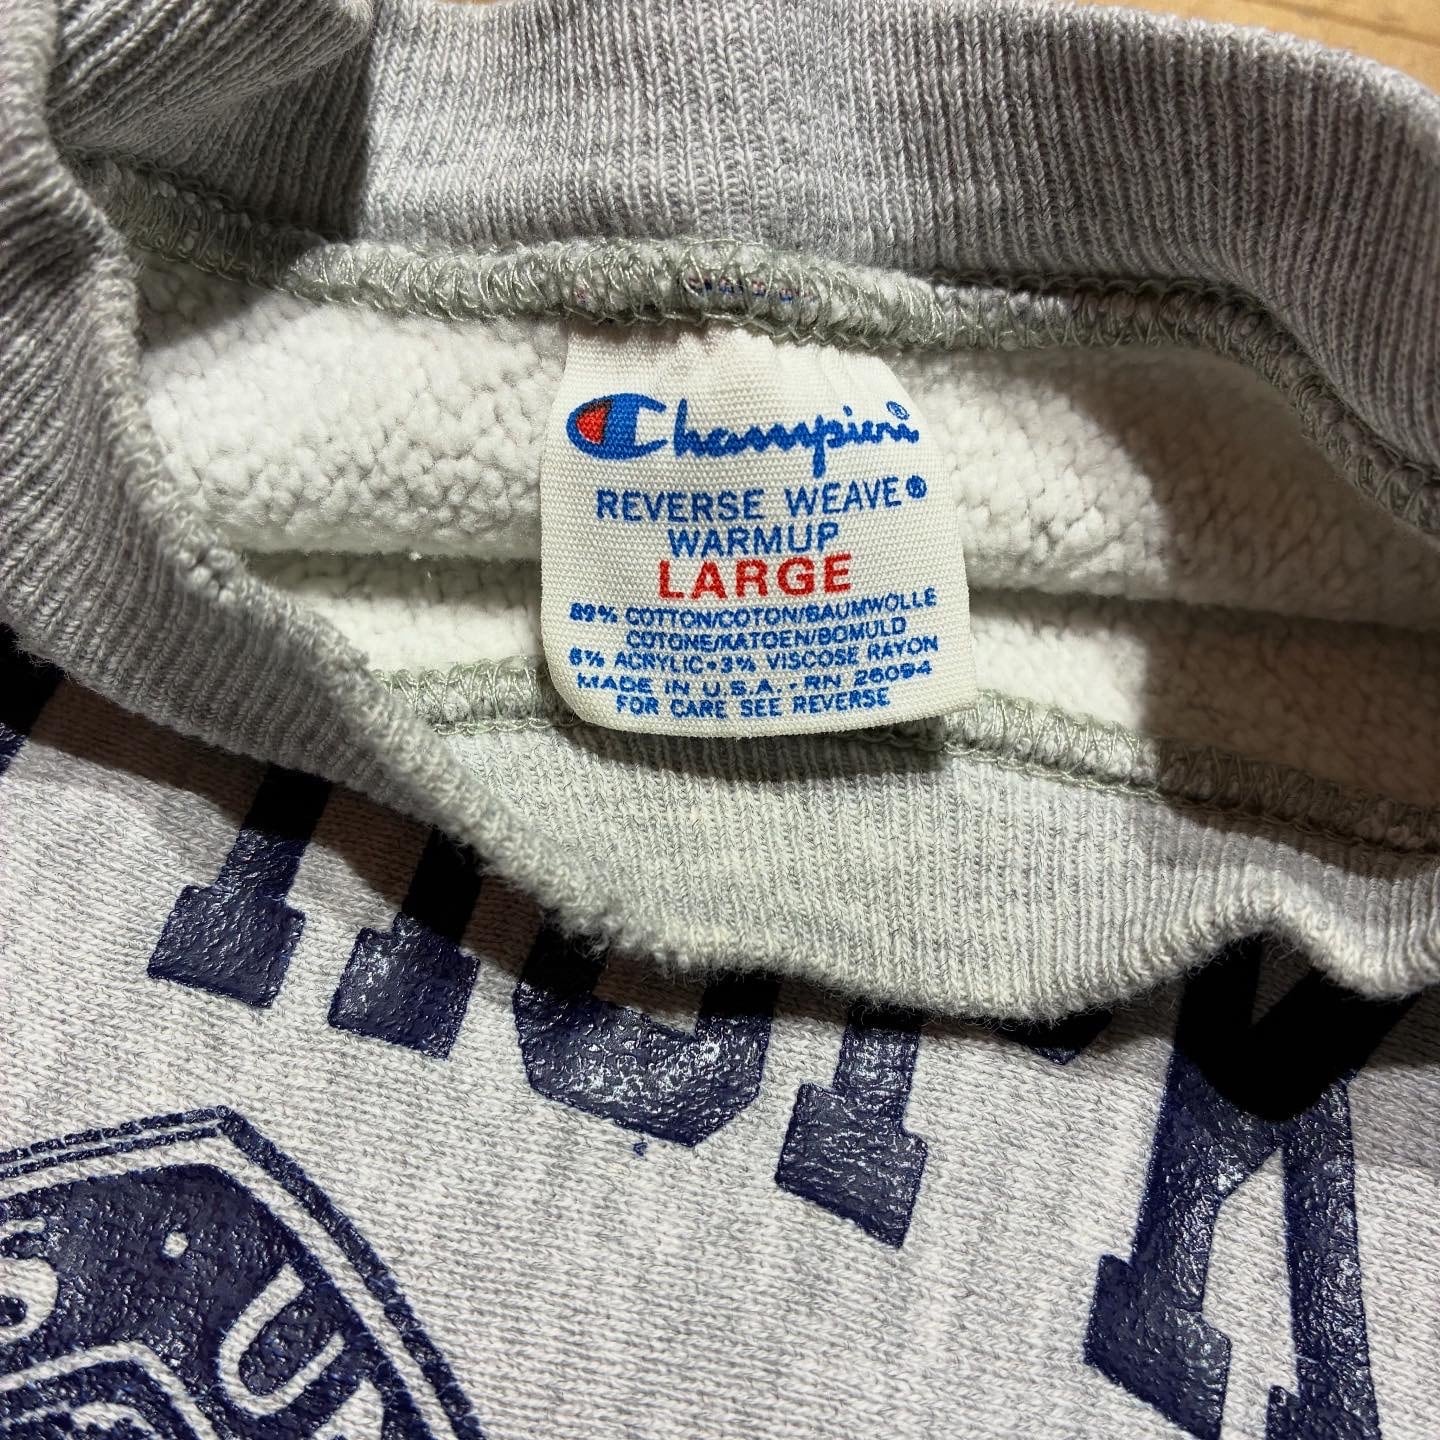 Champion®
REVERSE WEAVE®
WARMUP
LARGE
89% COTTON/COTON/BAUMWOLLE
COTONE/KATOEN/BOMULD
8% ACRYLIC • 3% VISCOSE RAYON
MADE IN U.S.A. • RN 26094
FOR CARE SEE REVERSE